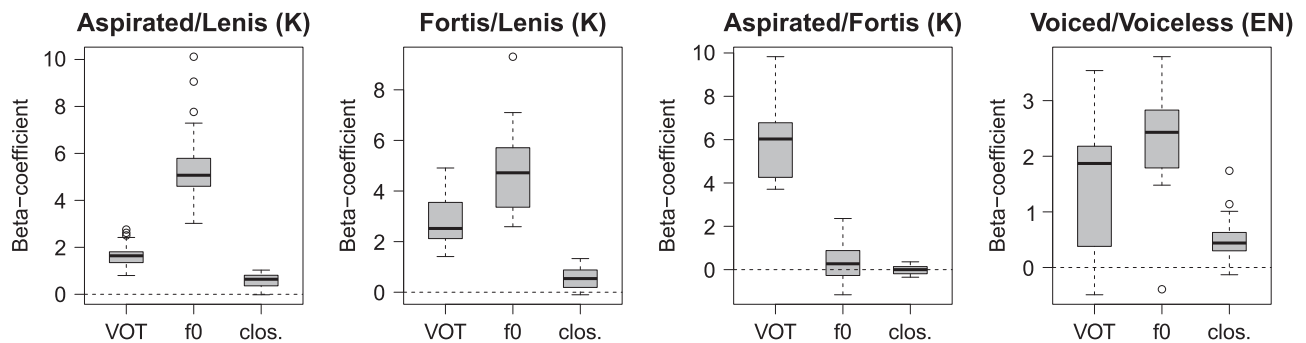 Aspirated/Lenis (K)
Beta−coefficient
10
8
6
4
2
0
VOT f0 clos.
Fortis/Lenis (K)
Beta−coefficient
8
6
4
2
0
VOT f0 clos.
Aspirated/Fortis (K)
Beta−coefficient
10
8
6
4
2
0
VOT f0 clos.
Voiced/Voiceless (EN)
Beta−coefficient
3
2
1
0
VOT f0 clos.